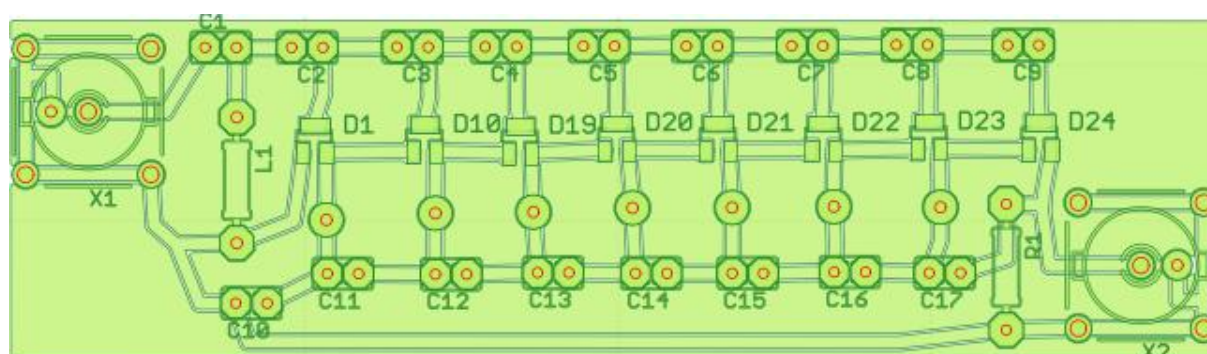 C1
C2 C3 C4 C5 C6 C7 C8 C9
D1 D10 D19 D20 D21 D22 D23 D24
L1
X1
R1
C11 C12 C13 C14 C15 C16 C17
C10
X2